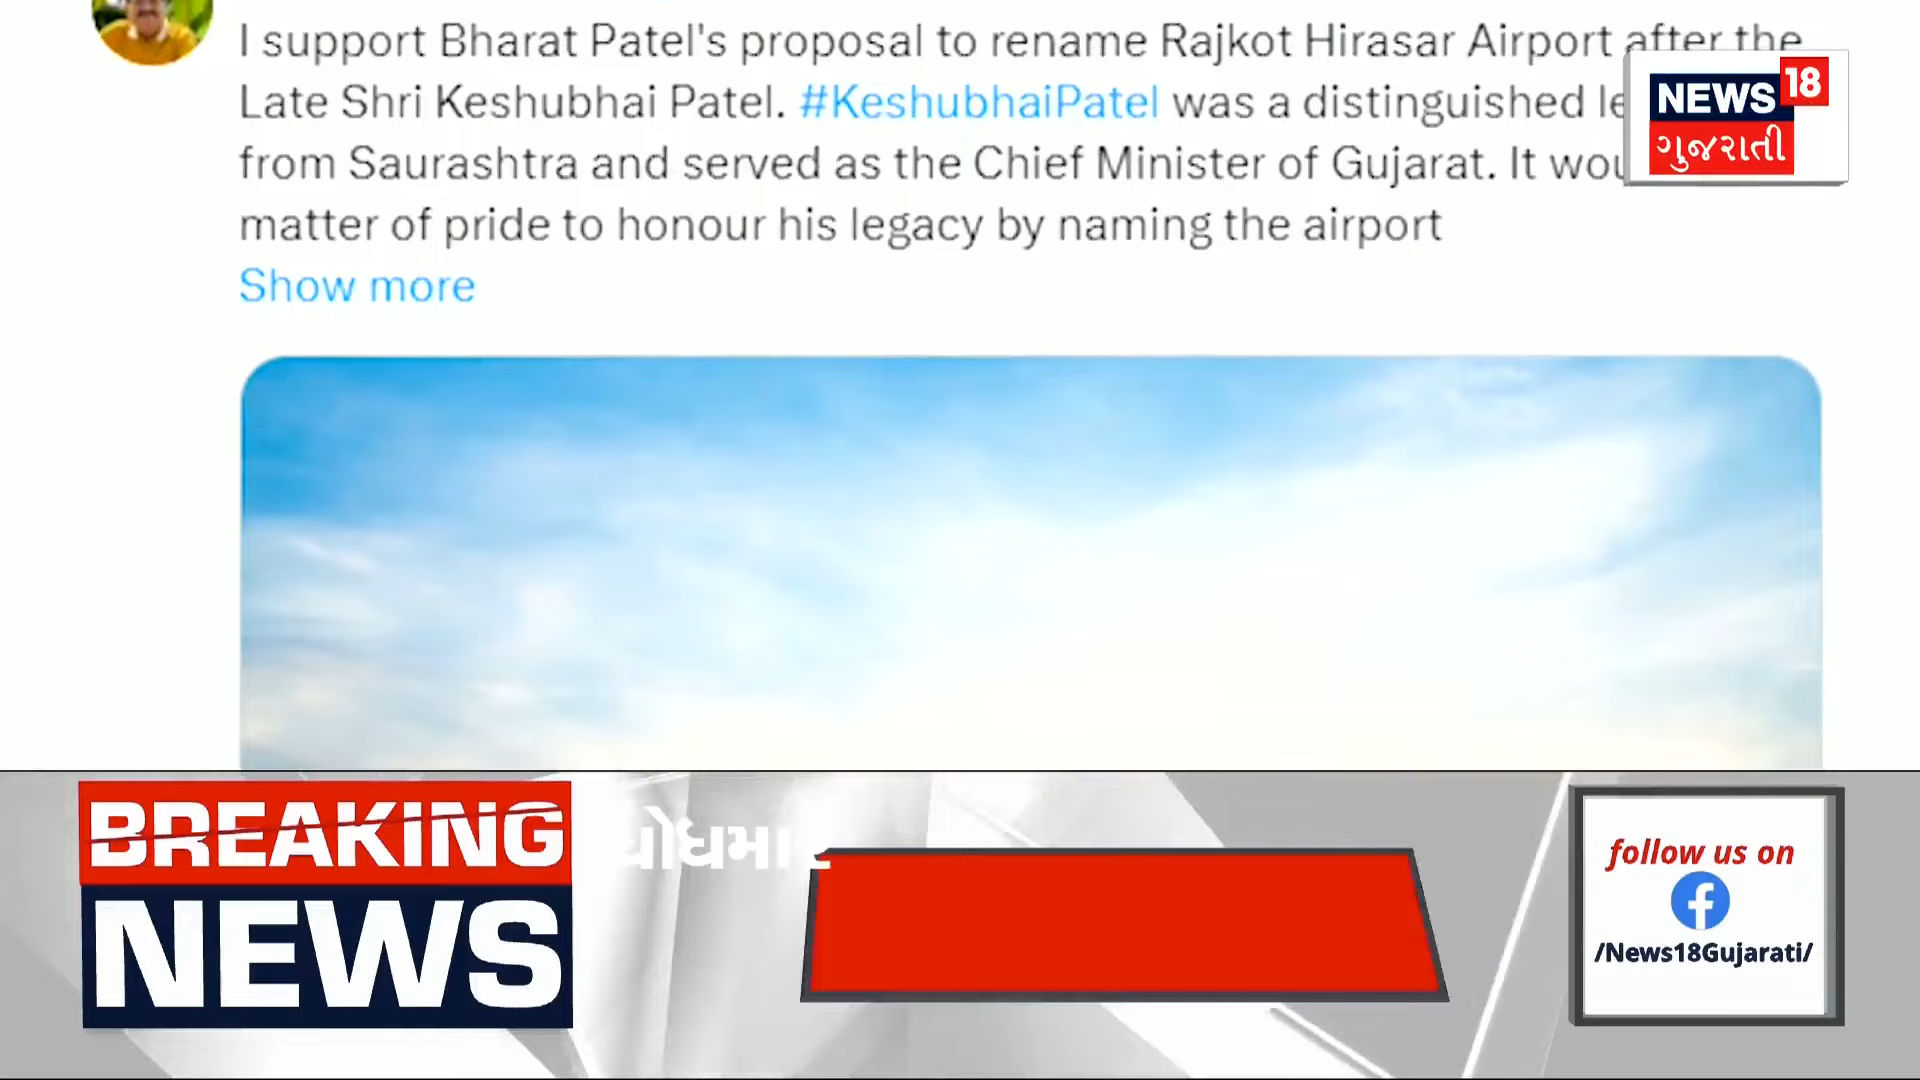 I support Bharat Patel's proposal to rename Rajkot Hirasar Airport after the
Late Shri Keshubhai Patel. #KeshubhaiPatel was a distinguished
from Saurashtra and served as the Chief Minister of Gujarat. It
matter of pride to honour his legacy by naming the airport
Show more
NEWS 18
ગુજરાતી
BREAKING
NEWS
follow us on
/News18Gujarati/